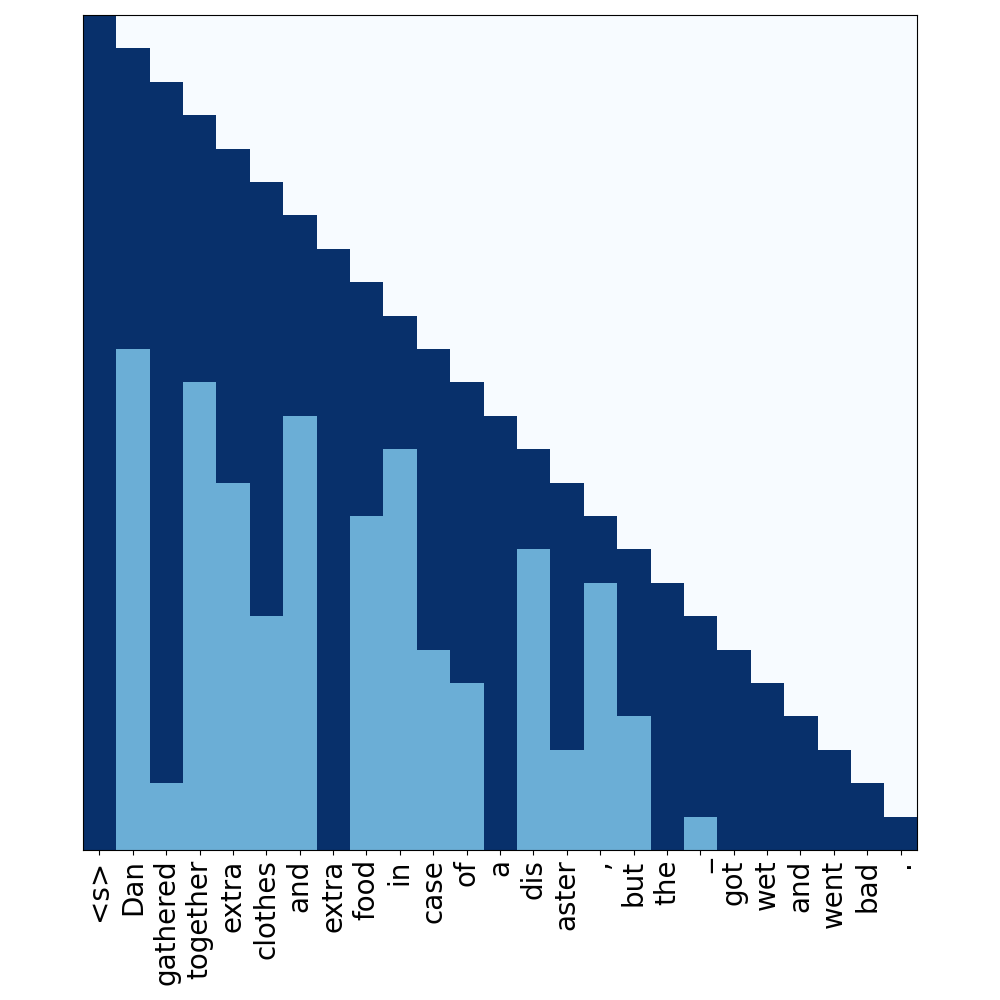 <s> Dan gathered together extra clothes and extra food in case of a dis aster , but the _ got wet and went bad .